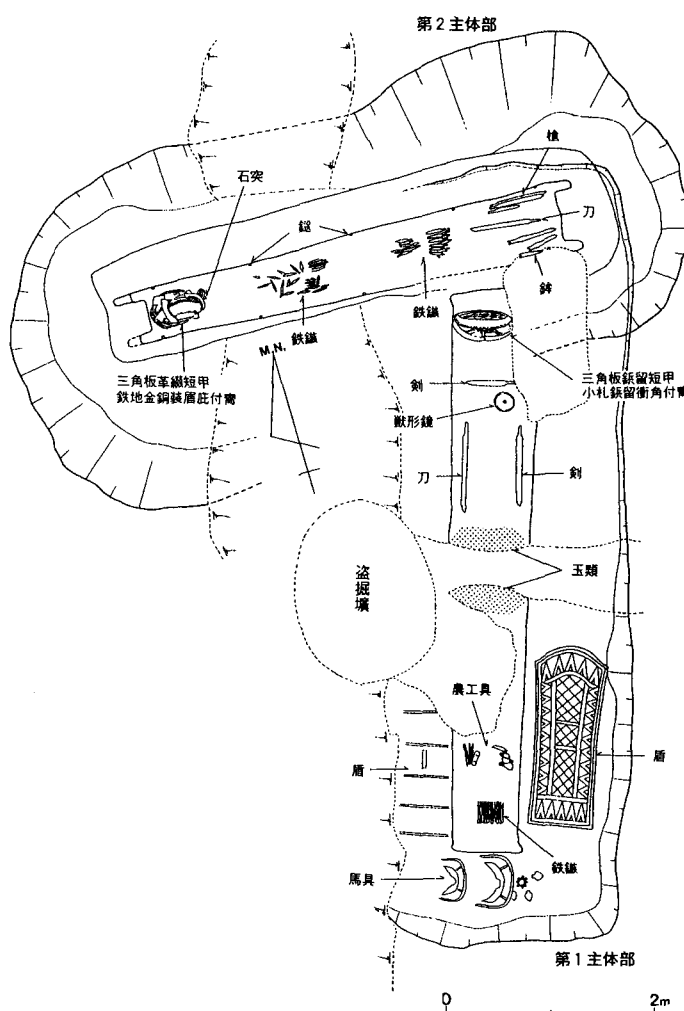 第2主体部
槍
石突
刀
鎹
鉾
鉄鏃
鉄鏃
M.N.
三角板革綴短甲
鉄地金銅装眉庇付冑
三角板鋲留短甲
小札鋲留衝角付冑
剣
獣形鏡
刀
剣
玉類
盗掘壙
農工具
盾
盾
鉄鏃
馬具
第1主体部
0
2m